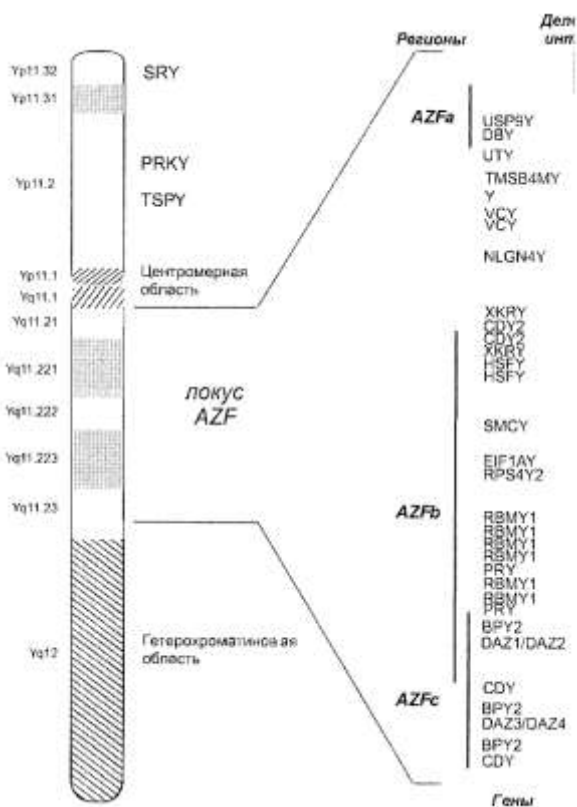 Yp11.32
Yp11.31
Yp11.2
Yp11.1
Yq11.1
Yq11.21
Yq11.221
Yq11.222
Yq11.223
Yq11.23
Yq12
SRY
PRKY
TSPY
Центромерная
область
локус
AZF
Гетерохроматиновая
область
Регионы
AZFa
AZFb
AZFc
USP9Y
DBY
UTY
TMSB4MY
Y
VCY
VCY
NLGN4Y
XKRY
CDY2
CDY2
XKRY
HSFY
HSFY
SMCY
EIF1AY
RPS4Y2
RBMY1
RBMY1
RBMY1
RBMY1
PRY
RBMY1
RBMY1
PRY
BPY2
DAZ1/DAZ2
CDY
BPY2
DAZ3/DAZ4
BPY2
CDY
Гены